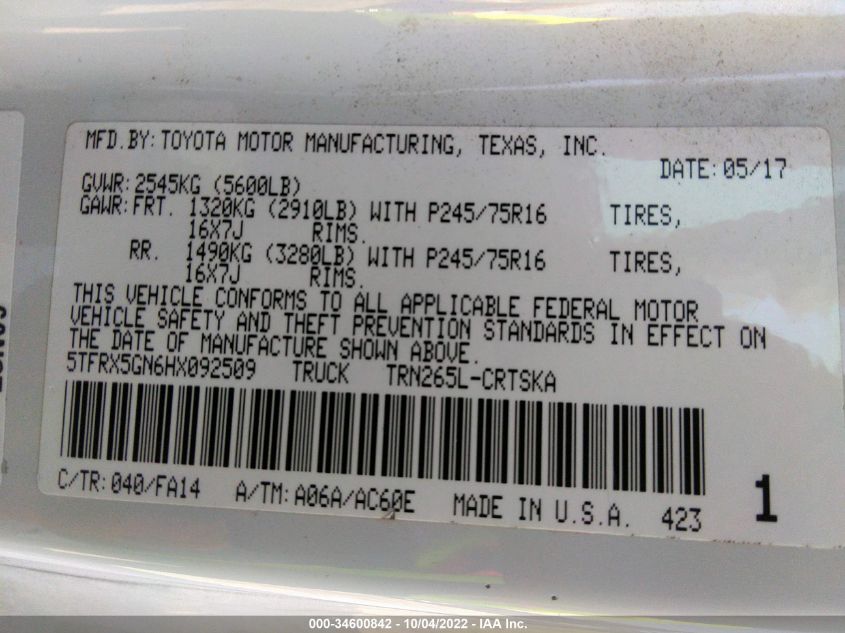 MFD.BY:TOYOTA MOTOR MANUFACTURING, TEXAS, INC.
DATE:05/17
GVWR:2545KG (5600LB)
GAWR:FRT. 1320KG (2910LB) WITH P245/75R16 TIRES,
16X7J RIMS.
RR. 1490KG (3280LB) WITH P245/75R16 TIRES,
16X7J RIMS.
THIS VEHICLE CONFORMS TO ALL APPLICABLE FEDERAL MOTOR
VEHICLE SAFETY AND THEFT PREVENTION STANDARDS IN EFFECT ON
THE DATE OF MANUFACTURE SHOWN ABOVE.
5TFRX5GN6HX092509 TRUCK TRN265L-CRTSKA
C/TR:040/FA14 A/TM:A06A/AC60E MADE IN U.S.A. 423 1
000-34600842 - 10/04/2022 - IAA Inc.